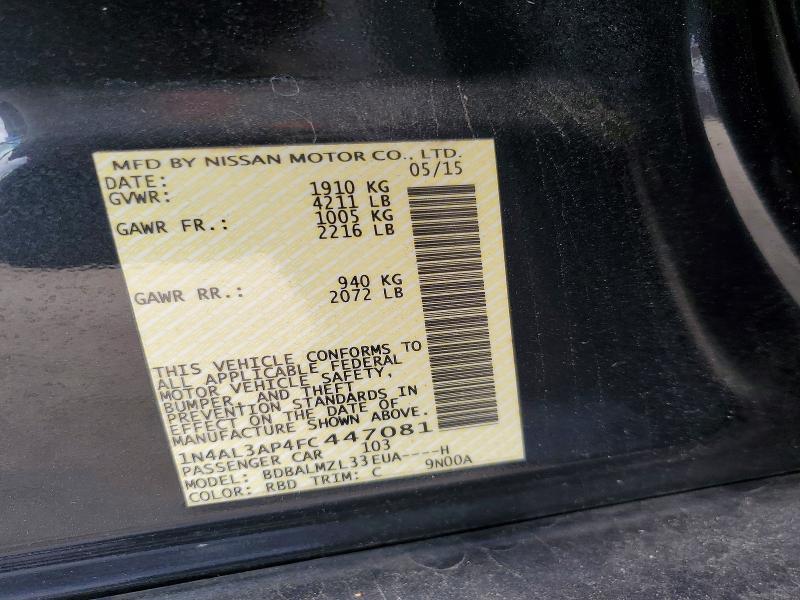 MFD BY NISSAN MOTOR CO., LTD.
DATE: 05/15
GVWR: 1910 KG
4211 LB
GAWR FR.: 1005 KG
2216 LB
GAWR RR.: 940 KG
2072 LB
THIS VEHICLE CONFORMS TO
ALL APPLICABLE FEDERAL
MOTOR VEHICLE SAFETY,
BUMPER, AND THEFT
PREVENTION STANDARDS IN
EFFECT ON THE DATE OF
MANUFACTURE SHOWN ABOVE.
1N4AL3AP4FC447081
PASSENGER CAR 103
MODEL: BDBALMZL33EUA----H
COLOR: RBD TRIM: C 9N00A